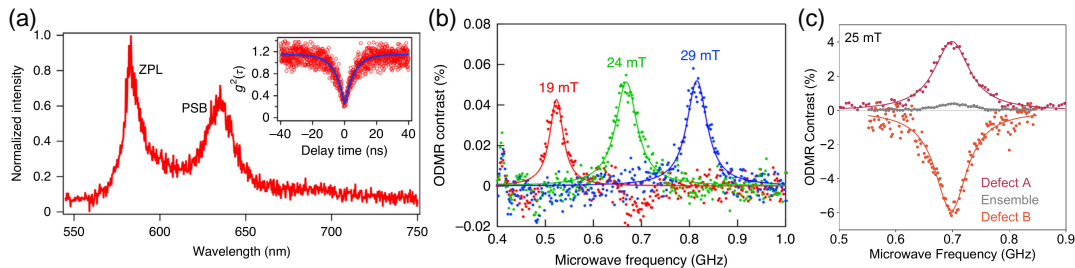 (a)
Normalized intensity
1.0
0.8
0.6
0.4
0.2
0
550
600
650
700
750
Wavelength (nm)
ZPL
PSB
g²(τ)
1.2
0.8
0.4
0
−40
−20
0
20
40
Delay time (ns)
(b)
ODMR contrast (%)
0.08
0.06
0.04
0.02
0
−0.02
0.4
0.5
0.6
0.7
0.8
0.9
1.0
Microwave frequency (GHz)
19 mT
24 mT
29 mT
(c)
25 mT
ODMR Contrast (%)
4
2
0
−2
−4
−6
0.5
0.6
0.7
0.8
0.9
Microwave Frequency (GHz)
Defect A
Ensemble
Defect B